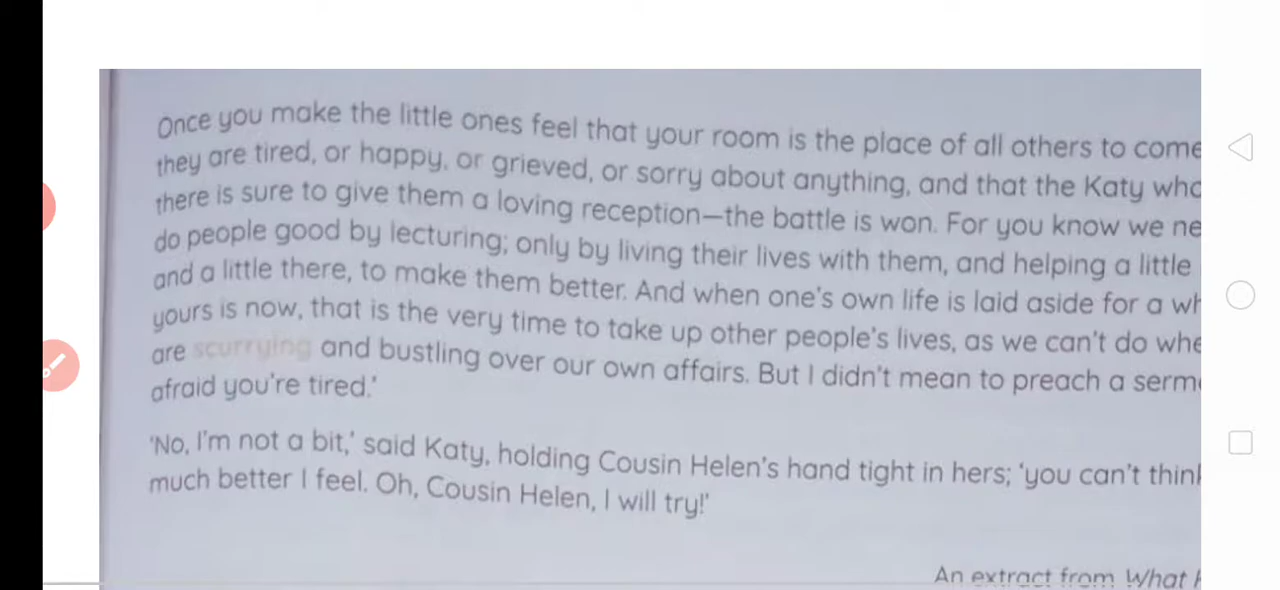 Once you make the little ones feel that your room is the place of all others to come
they are tired, or happy, or grieved, or sorry about anything, and that the Katy
there is sure to give them a loving reception—the battle is won. For you know we
do people good by lecturing; only by living their lives with them, and helping a little
and a little there, to make them better. And when one's own life is laid aside for a
yours is now, that is the very time to take up other people's lives, as we can't do
are scurrying and bustling over our own affairs. But I didn't mean to preach a
afraid you're tired.'
'No, I'm not a bit,' said Katy, holding Cousin Helen's hand tight in hers; 'you can't
much better I feel. Oh, Cousin Helen, I will try!'
An extract from What